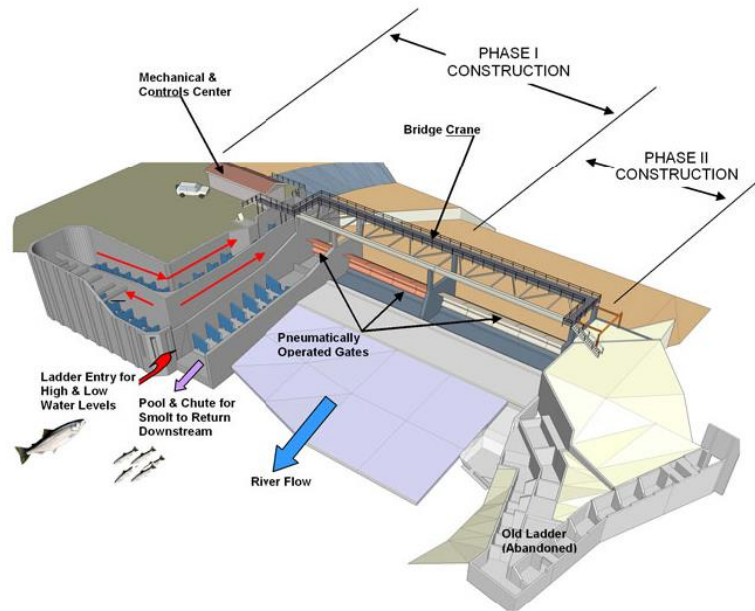 PHASE I
CONSTRUCTION
Mechanical &
Controls Center
Bridge Crane
PHASE II
CONSTRUCTION
Pneumatically
Operated Gates
Ladder Entry for
High & Low
Water Levels
Pool & Chute for
Smolt to Return
Downstream
River Flow
Old Ladder
(Abandoned)